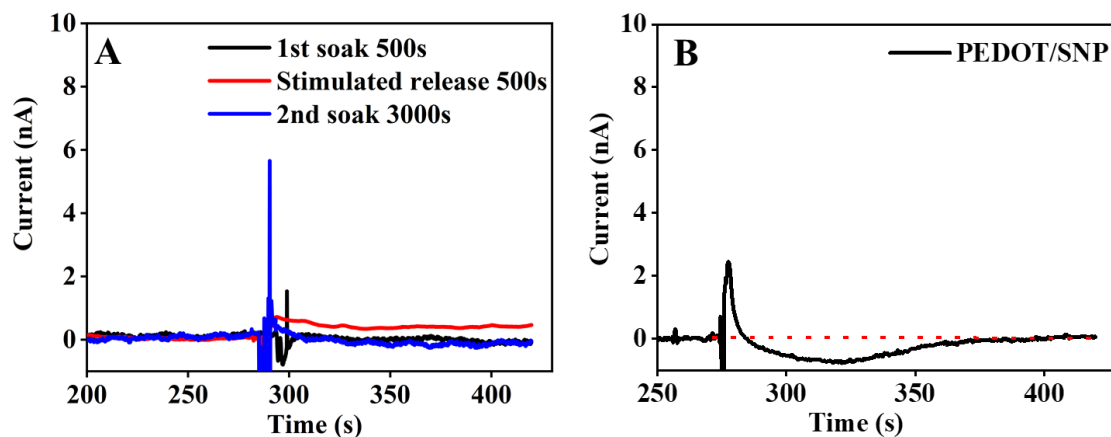 A
1st soak 500s
Stimulated release 500s
2nd soak 3000s
Current (nA)
10
8
6
4
2
0
200 250 300 350 400
Time (s)
B
PEDOT/SNP
Current (nA)
10
8
6
4
2
0
250 300 350 400
Time (s)